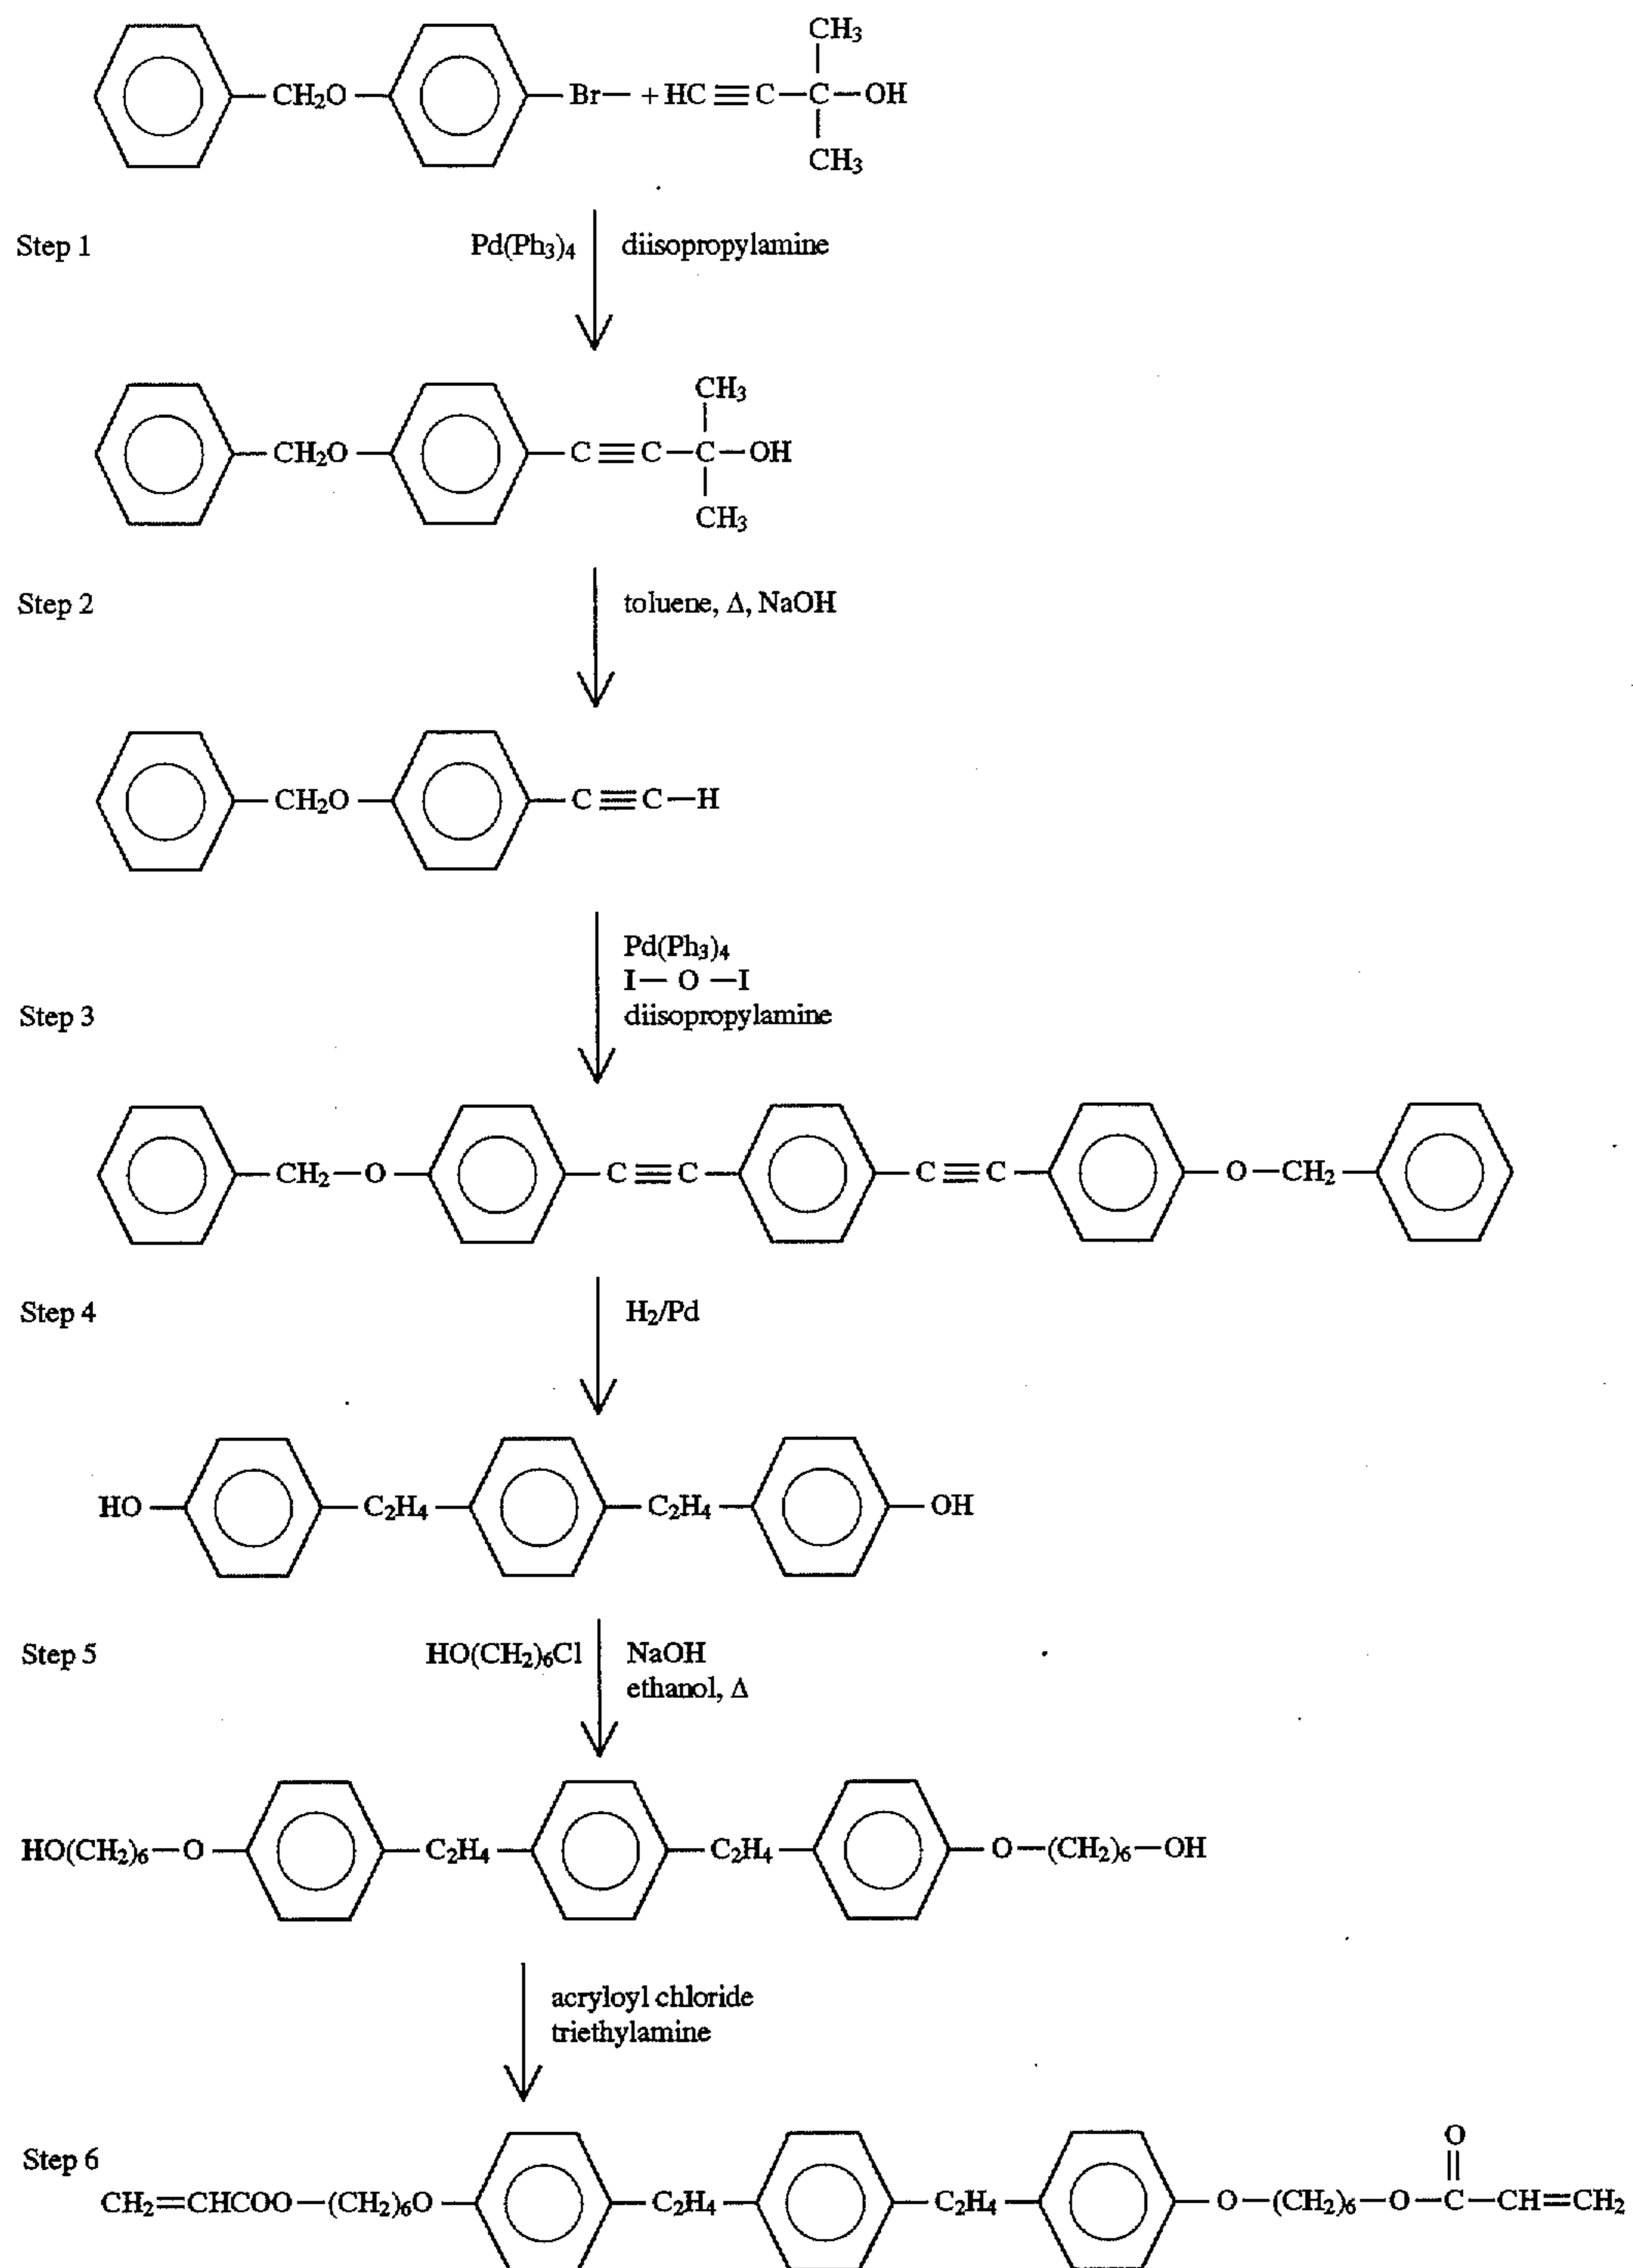 CH₃
CH₂O Br— + HC≡C—C—OH
CH₃
Step 1 Pd(Ph₃)₄ diisopropylamine
CH₃
CH₂O C≡C—C—OH
CH₃
Step 2 toluene, Δ, NaOH
CH₂O C≡C—H
Pd(Ph₃)₄
I— O —I
Step 3 diisopropylamine
CH₂—O C≡C C≡C O—CH₂
Step 4 H₂/Pd
HO C₂H₄ C₂H₄ OH
Step 5 HO(CH₂)₆Cl NaOH
ethanol, Δ
HO(CH₂)₆—O C₂H₄ C₂H₄ O—(CH₂)₆—OH
acryloyl chloride
triethylamine
Step 6 O
CH₂=CHCOO—(CH₂)₆O C₂H₄ C₂H₄ O—(CH₂)₆—O—C—CH=CH₂